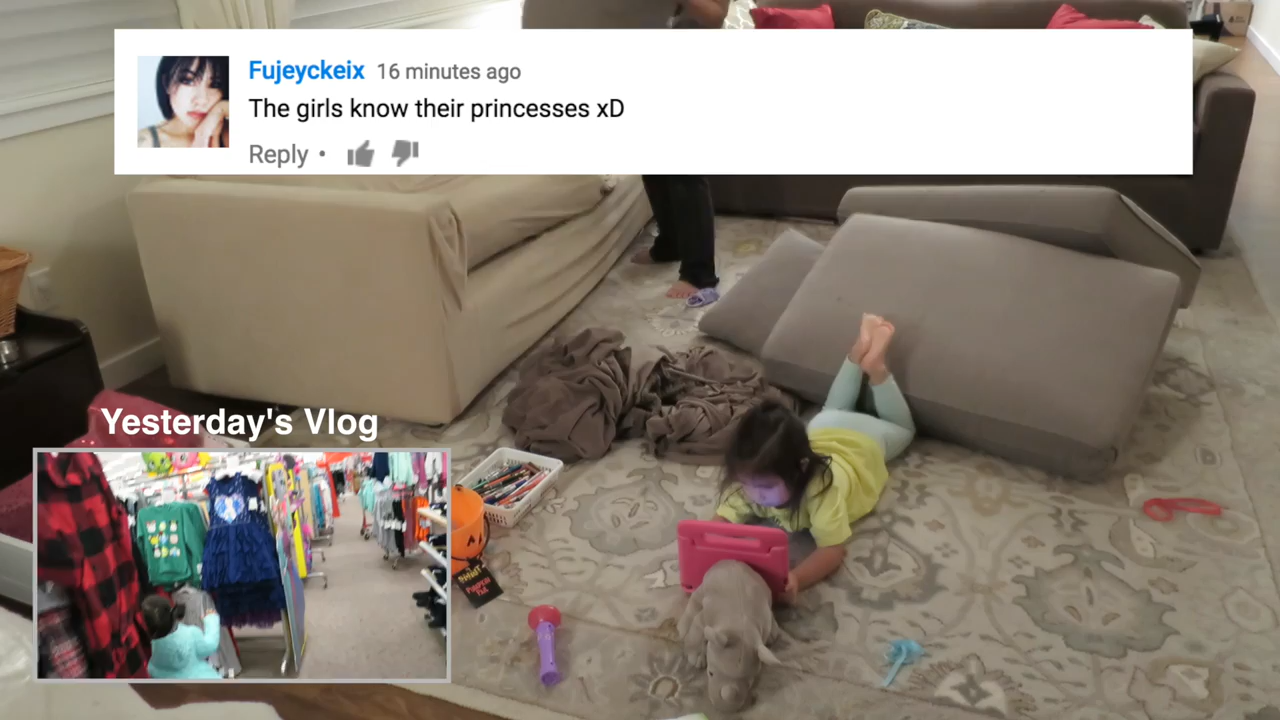 Fujeyckeix 16 minutes ago
The girls know their princesses xD
Reply •
Yesterday's Vlog